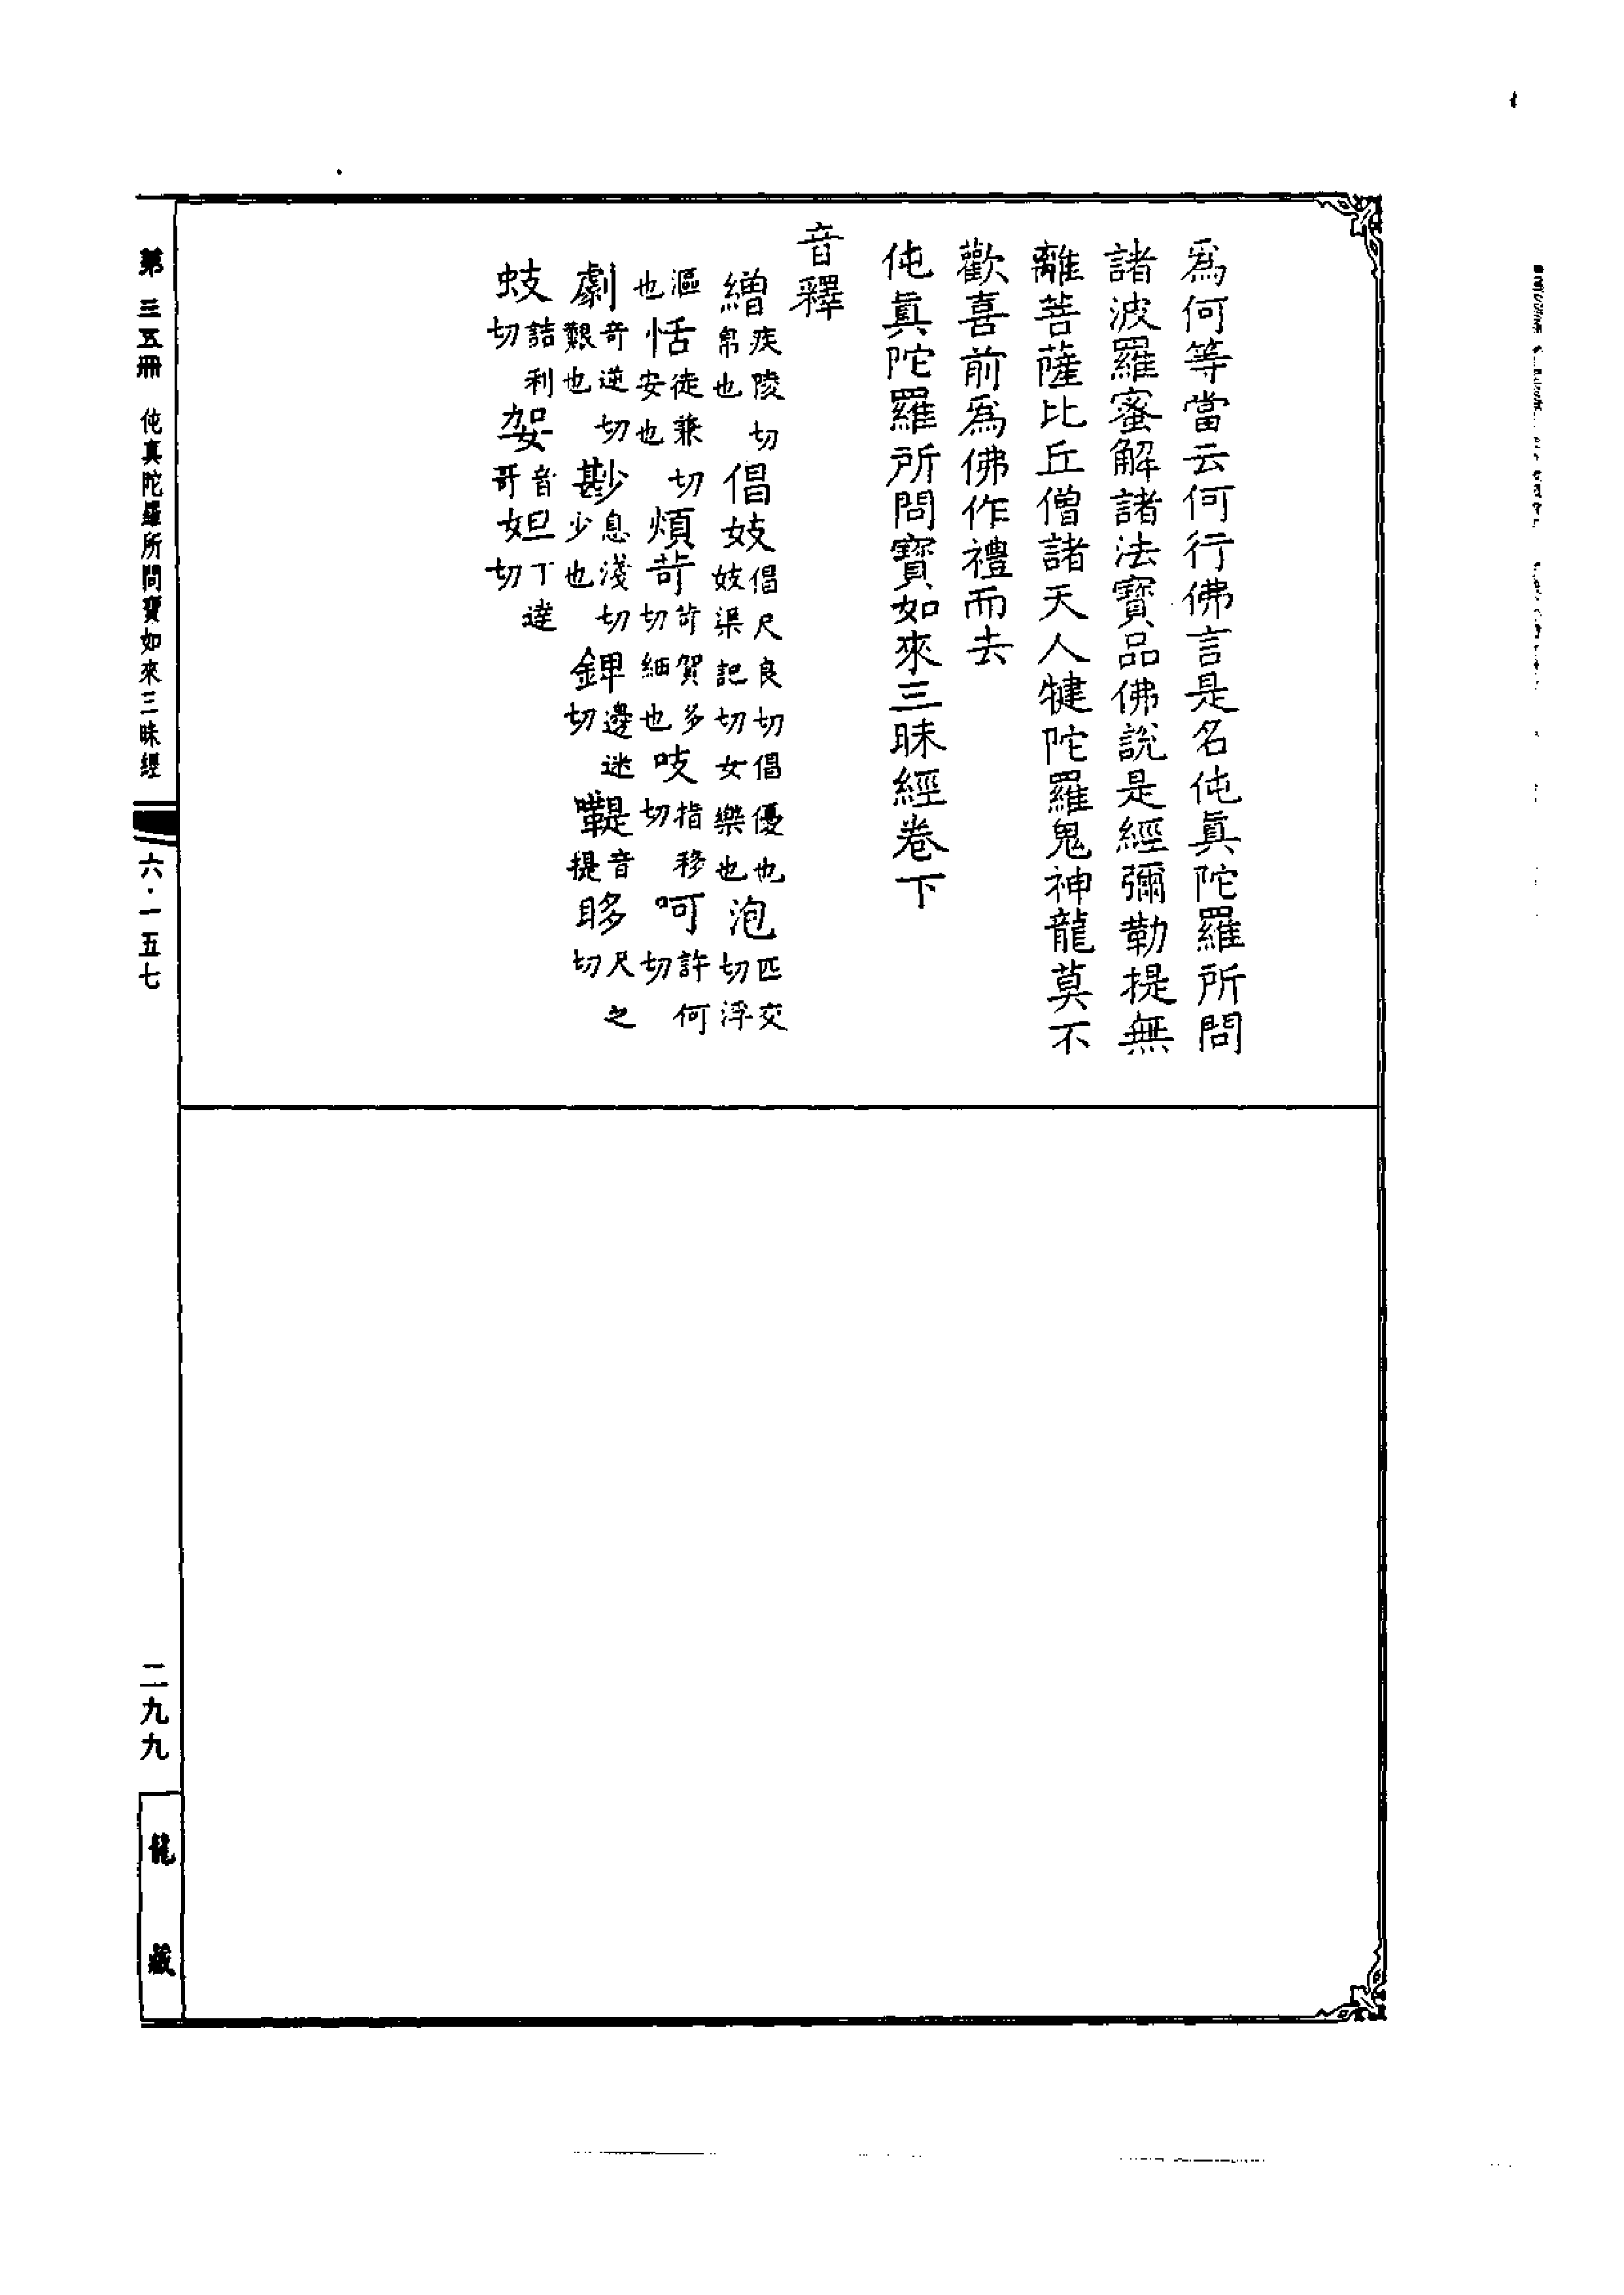 為何等當云何行佛言是名伅眞陀羅所問
諸波羅蜜解諸法寶品佛說是經彌勒提無
離菩薩比丘僧諸天人犍陀羅鬼神龍莫不
歡喜前為佛作禮而去
伅眞陀羅所問寶如來三昧經卷下
音釋
繒疾陵切帛也倡妓倡尺良切倡優也妓渠記切女樂也泡匹交切浮
漚也恬徒兼切安也煩苛苛賀多切細也吱指移切呵許何切
劇奇逆切艱也尠息淺切少也錍邊迷切鞮音提眵尺之切
蚑詰利切㚙音哥妲丁達切
第三五冊 伅真陀羅所問寶如來三昧經
六·一五七
二九九
龍藏